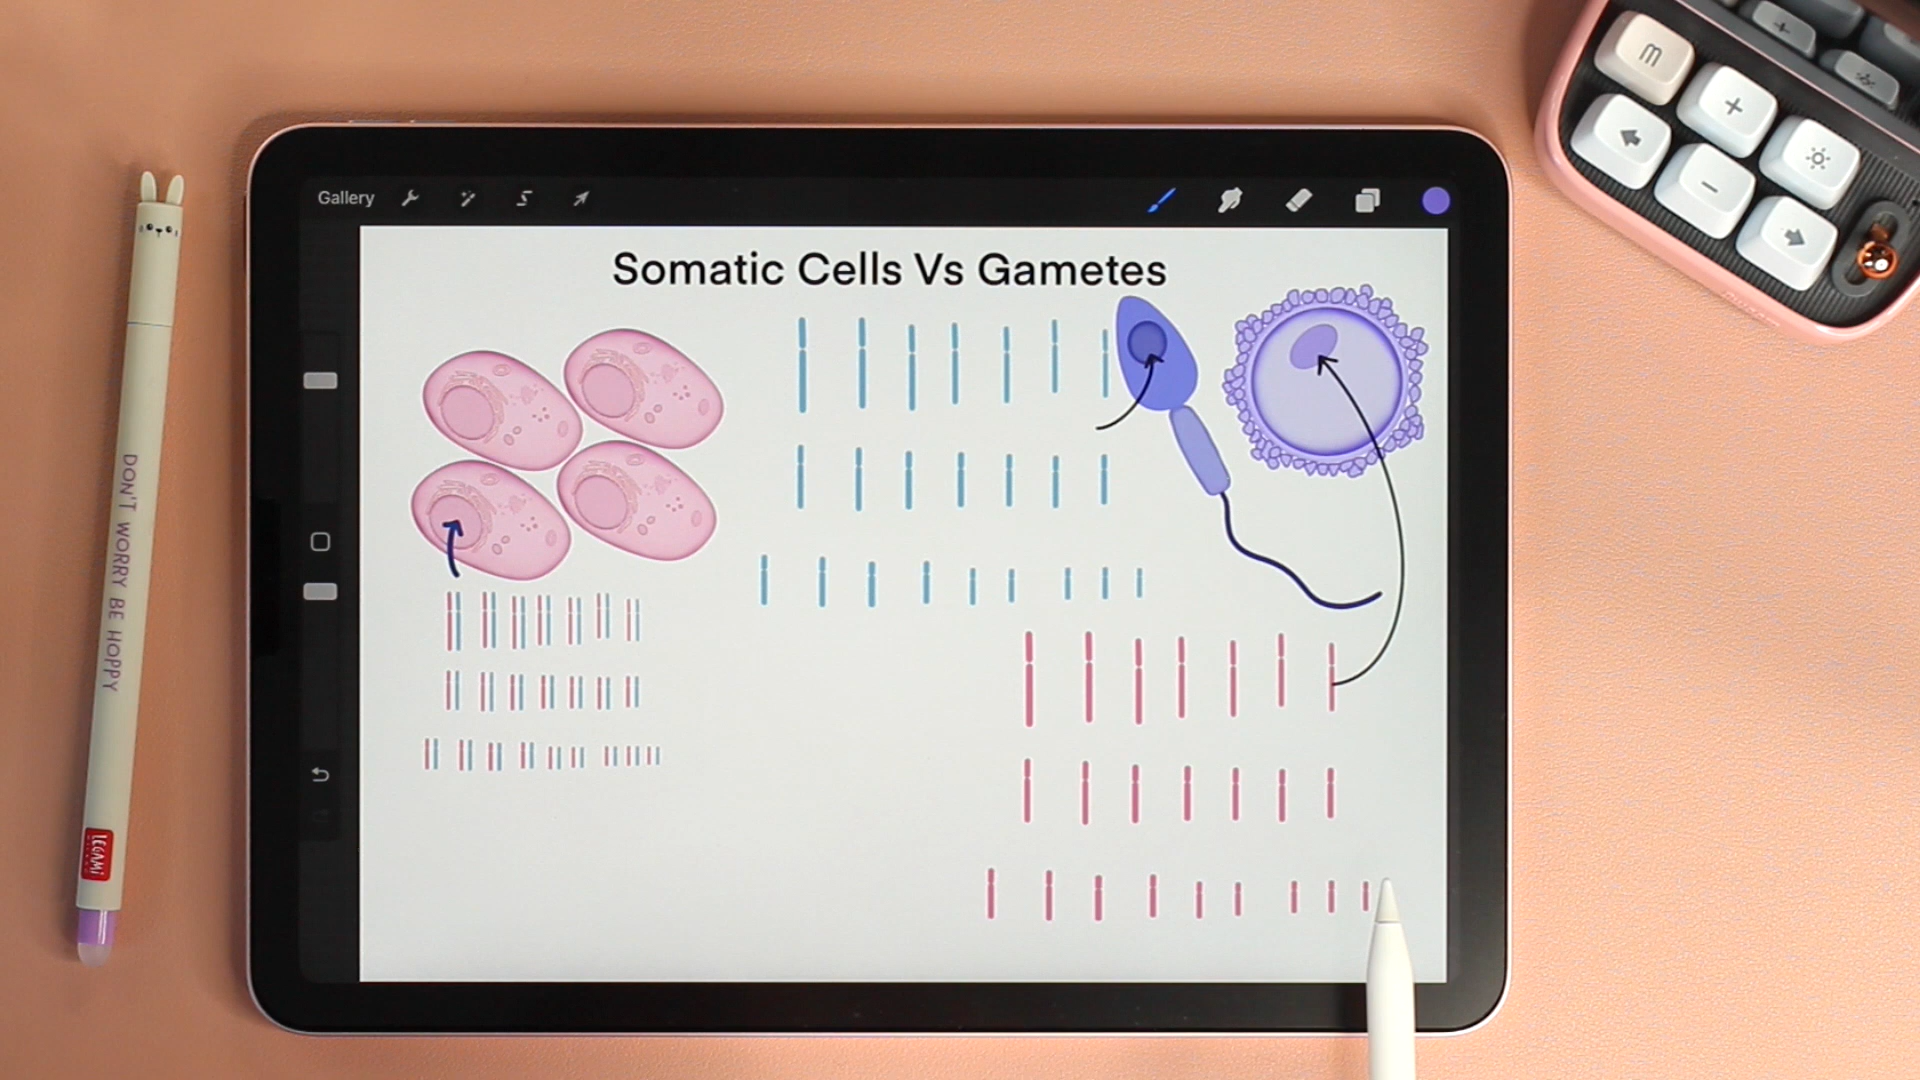 Gallery
Somatic Cells Vs Gametes
DON'T WORRY BE HOPPY
LEGAMI
m
+
-